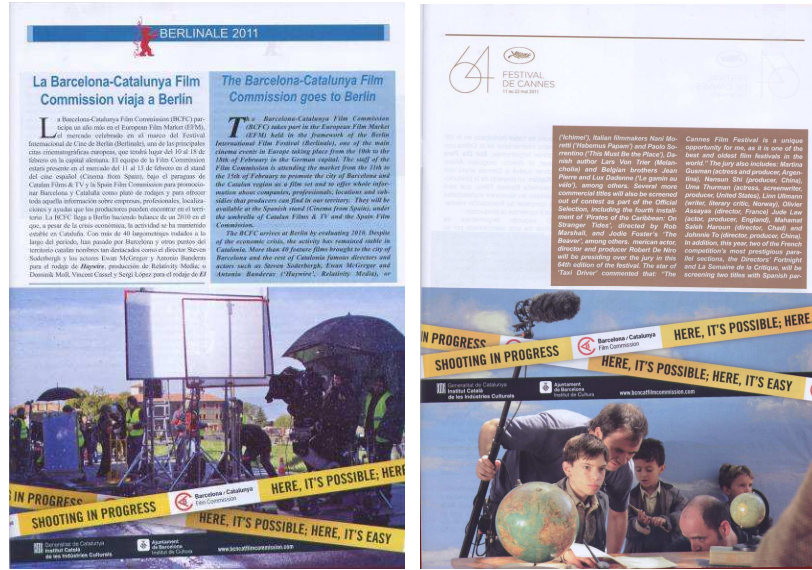 BERLINALE 2011
La Barcelona-Catalunya Film
Commission viaja a Berlín
La Barcelona-Catalunya Film Commission (BCFC) par-
ticipa un año más en el European Film Market (EFM),
el mercado celebrado en el marco del Festival
Internacional de Cine de Berlín (Berlinale), una de las principales
citas cinematográficas europeas, que tendrá lugar del 10 al 18 de
febrero en la capital alemana. El equipo de la Film Commission
estará presente en el mercado del 11 al 15 de febrero en el stand
del cine español (Cinema from Spain), bajo el paraguas de
Catalan Films & TV y la Spain Film Commission para promocio-
nar Barcelona y Cataluña como plató de rodajes y para ofrecer
toda aquella información sobre empresas, profesionales, localiza-
ciones y ayudas que los productores pueden encontrar en el terri-
torio. La BCFC llega a Berlín haciendo balance de un 2010 en el
que, a pesar de la crisis económica, la actividad se ha mantenido
estable en Cataluña. Con más de 40 largometrajes rodados a lo
largo del período, han pasado por Barcelona y otros puntos del
territorio catalán nombres tan destacados como el director Steven
Soderbergh y los actores Ewan McGregor y Antonio Banderas
para el rodaje de Haywire, producción de Relativity Media; o
Dominik Moll, Vincent Cassel y Sergi López para el rodaje de El
The Barcelona-Catalunya Film
Commission goes to Berlin
The Barcelona-Catalunya Film Commission
(BCFC) takes part in the European Film Market
(EFM) held in the framework of the Berlin
International Film Festival (Berlinale), one of the main
cinema events in Europe taking place from the 10th to the
18th of February in the german capital. The staff of the
Film Commission is attending the market from the 11th to
the 15th of February to promote the city of Barcelona and
the Catalan region as a film set and to offer whole infor-
mation about companies, professionals, locations and sub-
sidies that producers can find in our territory. They will be
available at the Spanish stand (Cinema from Spain), under
the umbrella of Catalan Films & TV and the Spain Film
Commission.
The BCFC arrives at Berlin by evaluating 2010. Despite
of the economic crisis, the activity has remained stable in
Catalonia. More than 40 feature films brought to the city of
Barcelona and the rest of Catalonia famous directors and
actors such as Steven Soderbergh, Ewan McGregor and
Antonio Banderas ('Haywire', Relativity Media), or
IN PROGRESS
SHOOTING IN PROGRESS
Barcelona/Catalunya
Film Commission
HERE, IT'S POSSIBLE; HERE
HERE, IT'S POSSIBLE; HERE, IT'S EASY
Generalitat de Catalunya
Institut Català
de les Indústries Culturals
Ajuntament
de Barcelona
Institut de Cultura
www.bcncatfilmcommission.com
64
FESTIVAL
DE CANNES
11 au 22 mai 2011
('Ichimei'), Italian filmmakers Nani Mo-
retti ('Habemus Papam') and Paolo So-
rrentino ('This Must Be the Place'), Da-
nish author Lars Von Trier ('Melan-
cholia') and Belgian brothers Jean
Pierre and Luz Dadenne ('Le gamin au
vélo'), among others. Several more
commercial titles will also be screened
out of contest as part of the Official
Selection, including the fourth install-
ment of 'Pirates of the Caribbean: On
Stranger Tides', directed by Rob
Marshall, and Jodie Foster's 'The
Beaver', among others. merican actor,
director and producer Robert De Niro
will be presiding over the jury in this
64th edition of the festival. The star of
'Taxi Driver' commented that: "The
Cannes Film Festival is a unique
opportunity for me, as it is one of the
best and oldest film festivals in the
world." The jury also includes: Martina
Gusman (actress and producer, Argen-
tina), Nansun Shi (producer, China),
Uma Thurman (actress, screenwriter,
producer, United States), Linn Ullmann
(writer, literary critic, Norway), Olivier
Assayas (director, France) Jude Law
(actor, producer, England), Mahamat
Saleh Haroun (director, Chad) and
Johnnie To (director, producer, China).
In addition, this year, two of the French
competition's most prestigious para-
llel sections, the Directors' Fortnight
and La Semaine de la Critique, will be
screening two titles with Spanish par-
IN PROGRESS
SHOOTING IN PROGRESS
Barcelona/Catalunya
Film Commission
HERE, IT'S POSSIBLE; HERE
HERE, IT'S POSSIBLE; HERE, IT'S EASY
Generalitat de Catalunya
Institut Català
de les Indústries Culturals
Ajuntament
de Barcelona
Institut de Cultura
www.bcncatfilmcommission.com